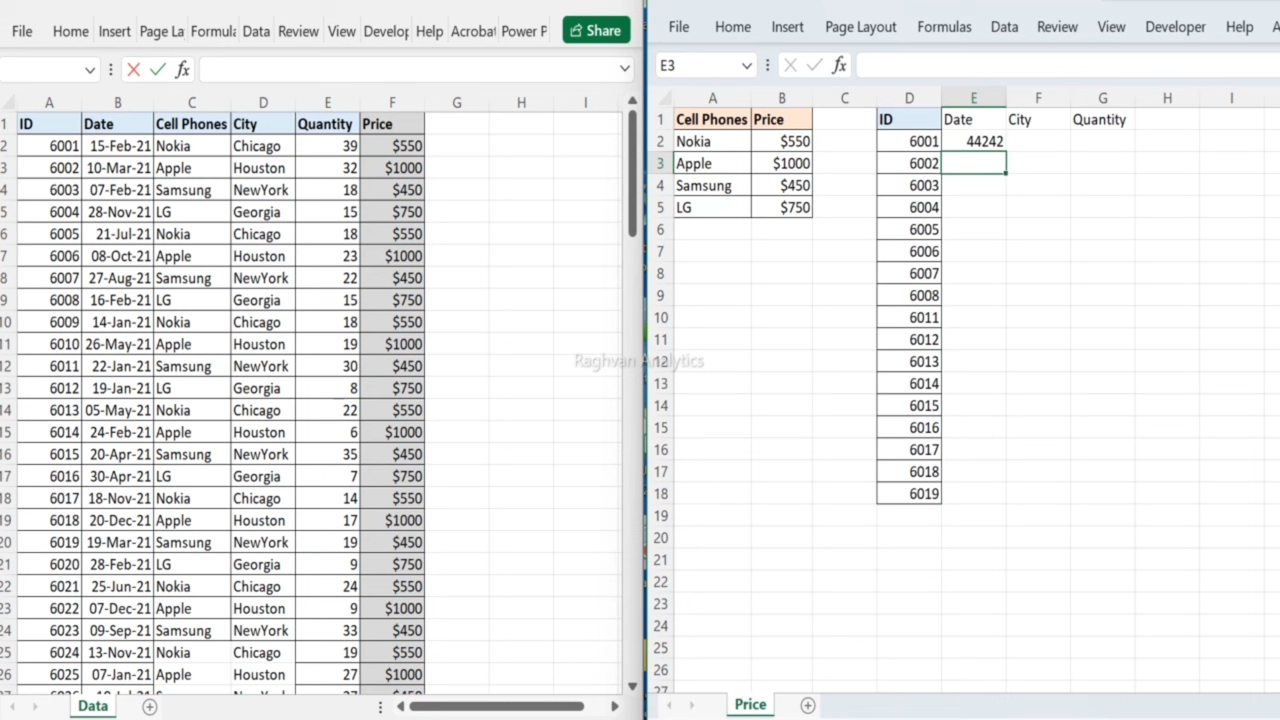 File Home Insert Page La Formula Data Review View Develop Help Acrobat Power P Share
fx
A B C D E F G H I
1 ID Date Cell Phones City Quantity Price
2 6001 15-Feb-21 Nokia Chicago 39 $550
3 6002 10-Mar-21 Apple Houston 32 $1000
4 6003 07-Feb-21 Samsung NewYork 18 $450
5 6004 28-Nov-21 LG Georgia 15 $750
6 6005 21-Jul-21 Nokia Chicago 18 $550
7 6006 08-Oct-21 Apple Houston 23 $1000
8 6007 27-Aug-21 Samsung NewYork 22 $450
9 6008 16-Feb-21 LG Georgia 15 $750
10 6009 14-Jan-21 Nokia Chicago 18 $550
11 6010 26-May-21 Apple Houston 19 $1000
12 6011 22-Jan-21 Samsung NewYork 30 $450
13 6012 19-Jan-21 LG Georgia 8 $750
14 6013 05-May-21 Nokia Chicago 22 $550
15 6014 24-Feb-21 Apple Houston 6 $1000
16 6015 20-Apr-21 Samsung NewYork 35 $450
17 6016 30-Apr-21 LG Georgia 7 $750
18 6017 18-Nov-21 Nokia Chicago 14 $550
19 6018 20-Dec-21 Apple Houston 17 $1000
20 6019 19-Mar-21 Samsung NewYork 19 $450
21 6020 28-Feb-21 LG Georgia 9 $750
22 6021 25-Jun-21 Nokia Chicago 24 $550
23 6022 07-Dec-21 Apple Houston 9 $1000
24 6023 09-Sep-21 Samsung NewYork 33 $450
25 6024 13-Nov-21 Nokia Chicago 19 $550
26 6025 07-Jan-21 Apple Houston 27 $1000
Data
File Home Insert Page Layout Formulas Data Review View Developer Help A
E3 fx
A B C D E F G H I
1 Cell Phones Price ID Date City Quantity
2 Nokia $550 6001 44242
3 Apple $1000 6002
4 Samsung $450 6003
5 LG $750 6004
6 6005
7 6006
8 6007
9 6008
10 6011
11 6012
12 6013
13 6014
14 6015
15 6016
16 6017
17 6018
18 6019
19
20
21
22
23
24
25
26
27
Price
Raghvan Analytics